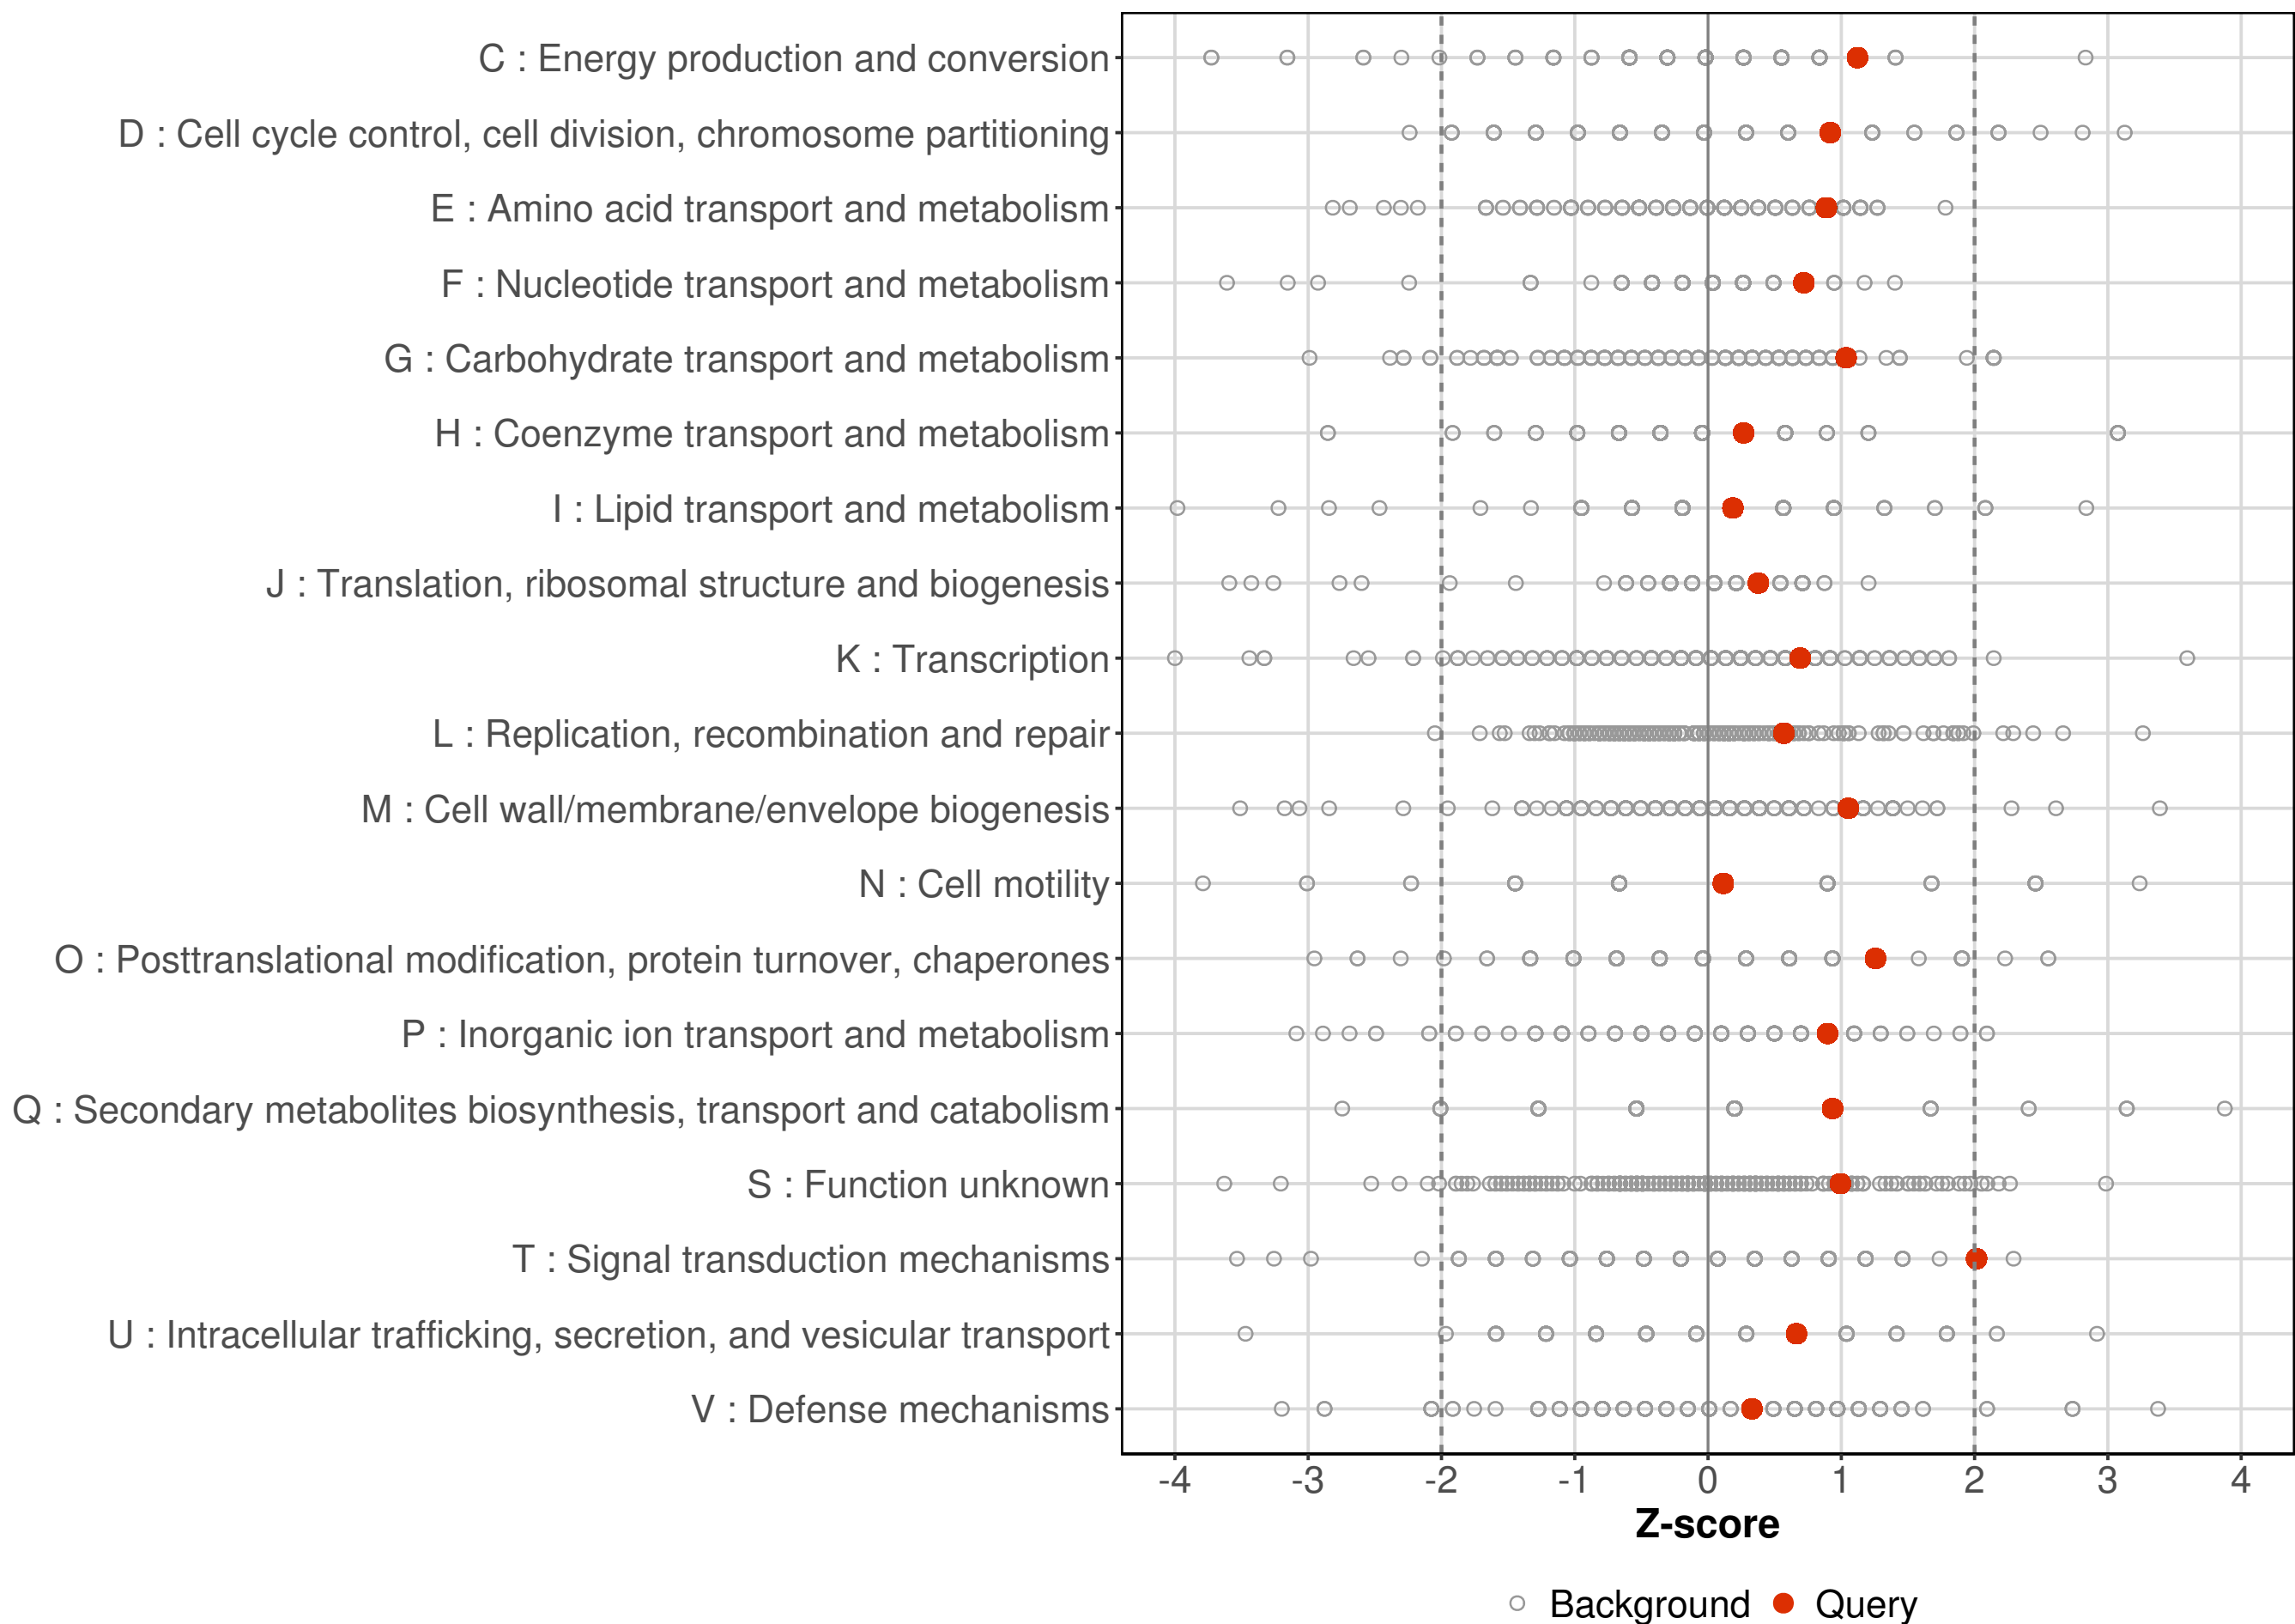 C : Energy production and conversion
D : Cell cycle control, cell division, chromosome partitioning
E : Amino acid transport and metabolism
F : Nucleotide transport and metabolism
G : Carbohydrate transport and metabolism
H : Coenzyme transport and metabolism
I : Lipid transport and metabolism
J : Translation, ribosomal structure and biogenesis
K : Transcription
L : Replication, recombination and repair
M : Cell wall/membrane/envelope biogenesis
N : Cell motility
O : Posttranslational modification, protein turnover, chaperones
P : Inorganic ion transport and metabolism
Q : Secondary metabolites biosynthesis, transport and catabolism
S : Function unknown
T : Signal transduction mechanisms
U : Intracellular trafficking, secretion, and vesicular transport
V : Defense mechanisms
-4 -3 -2 -1 0 1 2 3 4
Z-score
Background Query